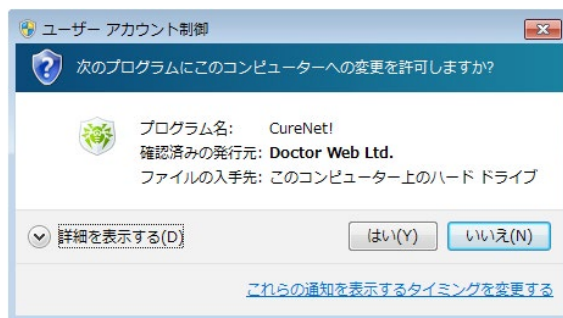 ユーザー アカウント制御
次のプログラムにこのコンピューターへの変更を許可しますか?
プログラム名: CureNet!
確認済みの発行元: Doctor Web Ltd.
ファイルの入手先: このコンピューター上のハード ドライブ
詳細を表示する(D)
はい(Y) いいえ(N)
これらの通知を表示するタイミングを変更する